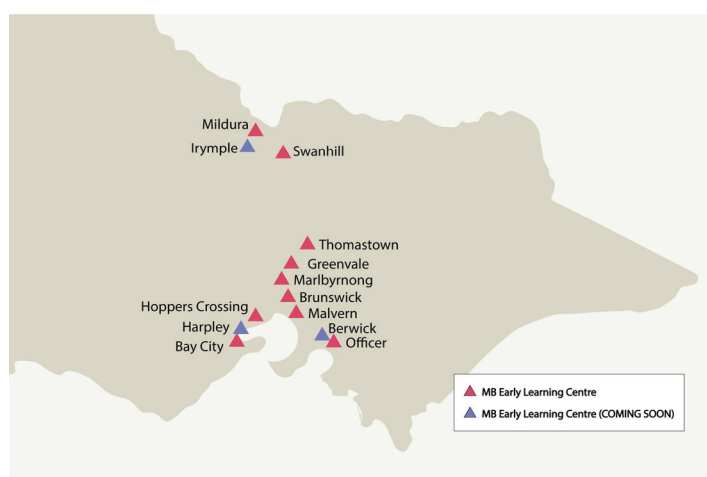 Mildura
Irymple
Swanhill
Thomastown
Greenvale
Marlbyrnong
Brunswick
Hoppers Crossing
Malvern
Harpley
Berwick
Bay City
Officer
MB Early Learning Centre
MB Early Learning Centre (COMING SOON)